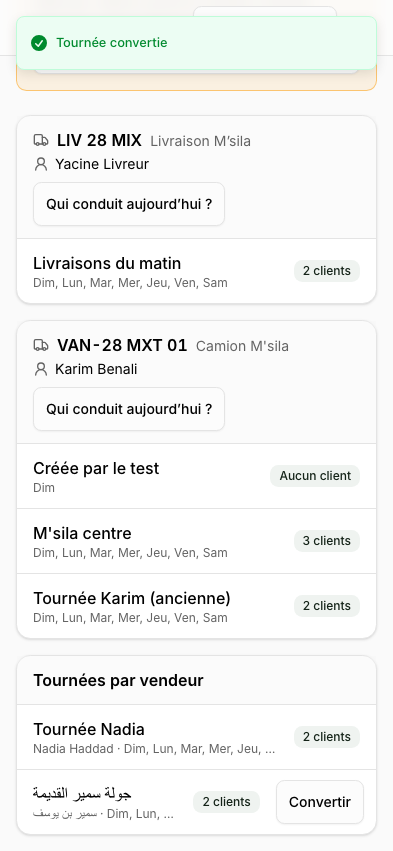 Tournée convertie
LIV 28 MIX Livraison M’sila
Yacine Livreur
Qui conduit aujourd’hui ?
Livraisons du matin
2 clients
Dim, Lun, Mar, Mer, Jeu, Ven, Sam
VAN-28 MXT 01 Camion M'sila
Karim Benali
Qui conduit aujourd’hui ?
Créée par le test
Aucun client
Dim
M'sila centre
3 clients
Dim, Lun, Mar, Mer, Jeu, Ven, Sam
Tournée Karim (ancienne)
2 clients
Dim, Lun, Mar, Mer, Jeu, Ven, Sam
Tournées par vendeur
Tournée Nadia
2 clients
Nadia Haddad · Dim, Lun, Mar, Mer, Jeu, ...
جولة سمير القديمة
2 clients
Convertir
سمير بن يوسف · Dim, Lun, ...